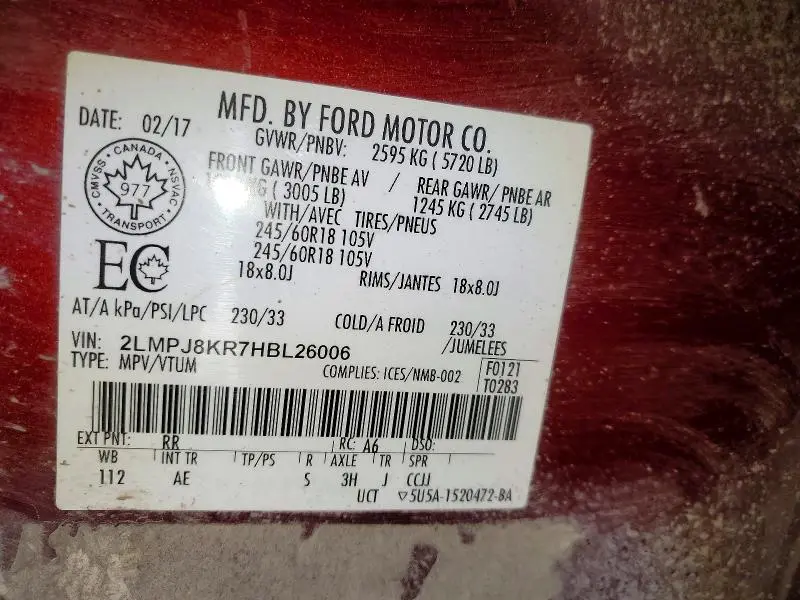 MFD. BY FORD MOTOR CO.
DATE: 02/17
GVWR/PNBV: 2595 KG ( 5720 LB)
FRONT GAWR/PNBE AV / REAR GAWR/ PNBE AR
KG ( 3005 LB) 1245 KG ( 2745 LB)
WITH/AVEC TIRES/PNEUS
245/60R18 105V
245/60R18 105V
18x8.0J RIMS/JANTES 18x8.0J
CMVSS · CANADA · NSVAC
977
TRANSPORT
EC
AT/A kPa/PSI/LPC 230/33 COLD/A FROID 230/33
/JUMELEES
VIN: 2LMPJ8KR7HBL26006
TYPE: MPV/VTUM COMPLIES: ICES/NMB-002
F0121
T0283
EXT PNT: RR RC: A6 DSO:
WB INT TR TP/PS R AXLE TR SPR
112 AE S 3H J CCJJ
UCT ▽5U5A-1520472-BA